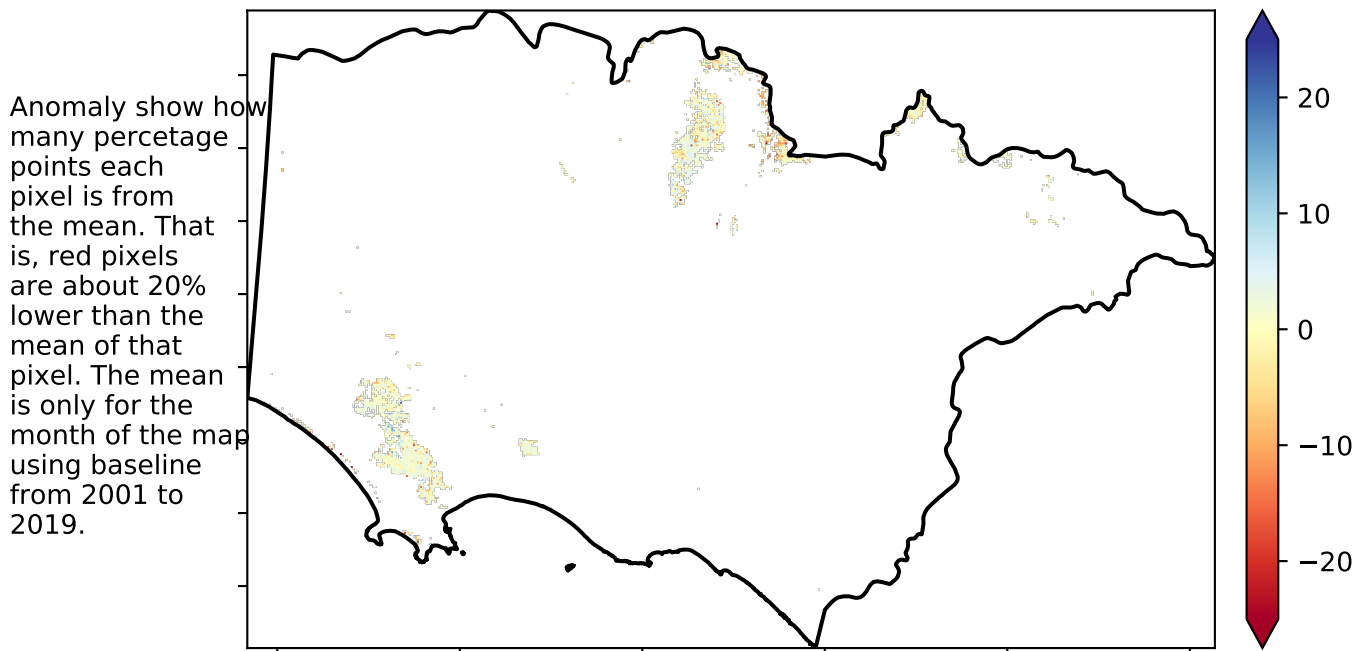 Anomaly show how
many percetage
points each
pixel is from
the mean. That
is, red pixels
are about 20%
lower than the
mean of that
pixel. The mean
is only for the
month of the map
using baseline
from 2001 to
2019.
20
10
0
−10
−20